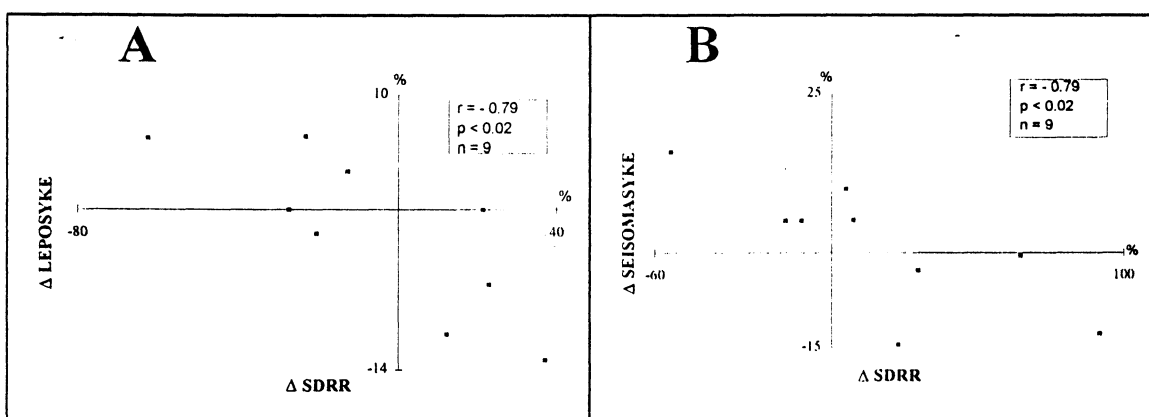 A
%
10
r = - 0.79
p < 0.02
n = 9
Δ LEPOSYKE
%
-80
40
-14
Δ SDRR
B
%
25
r = - 0.79
p < 0.02
n = 9
Δ SEISOMASYKE
%
-60
100
-15
Δ SDRR